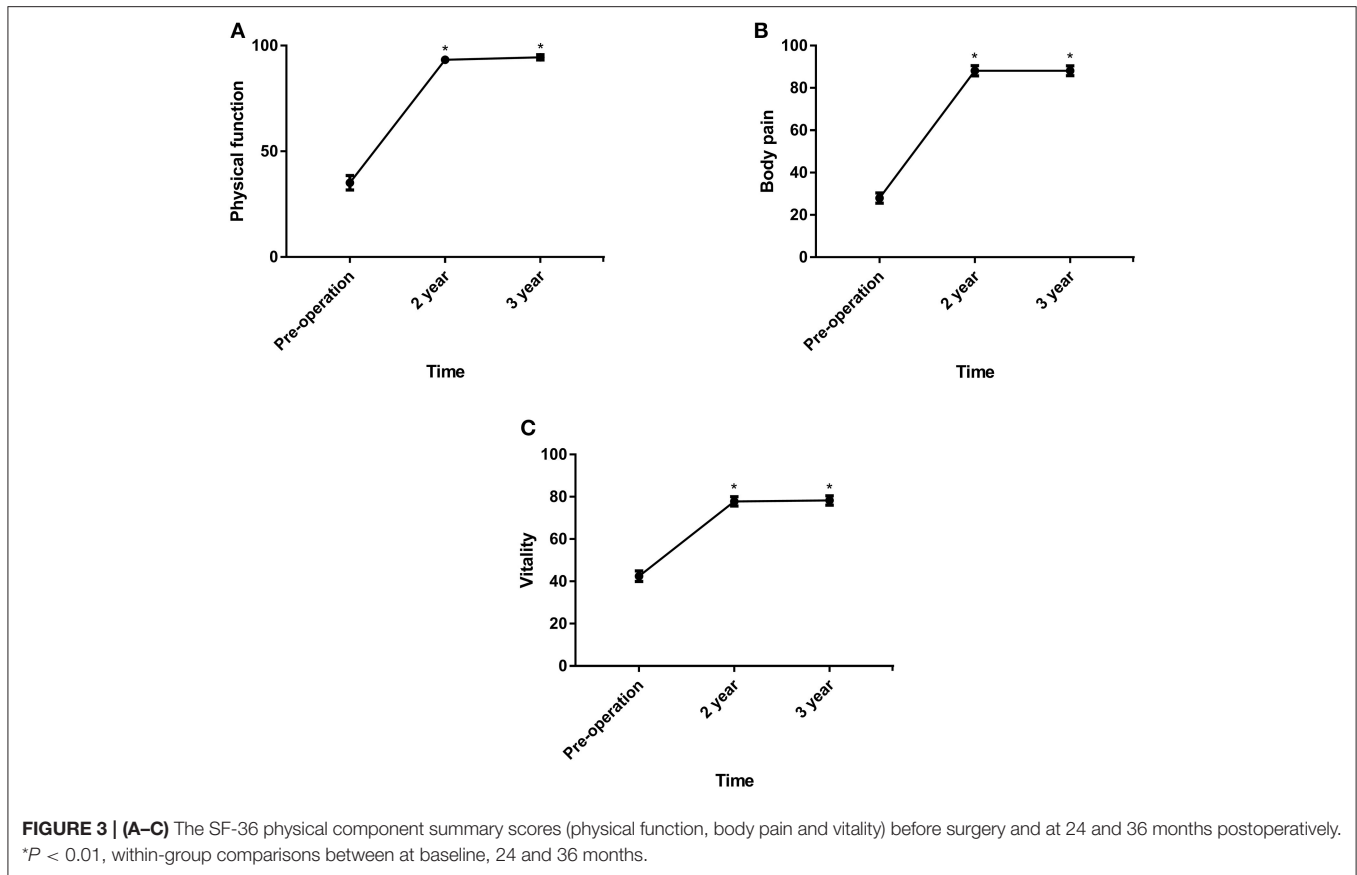 A
100
*
*
50
0
Physical function
Pre-operation
2 year
3 year
Time
B
100
*
*
80
60
40
20
0
Body pain
Pre-operation
2 year
3 year
Time
C
100
80
*
*
60
40
20
0
Vitality
Pre-operation
2 year
3 year
Time
FIGURE 3 | (A–C) The SF-36 physical component summary scores (physical function, body pain and vitality) before surgery and at 24 and 36 months postoperatively.
*P < 0.01, within-group comparisons between at baseline, 24 and 36 months.